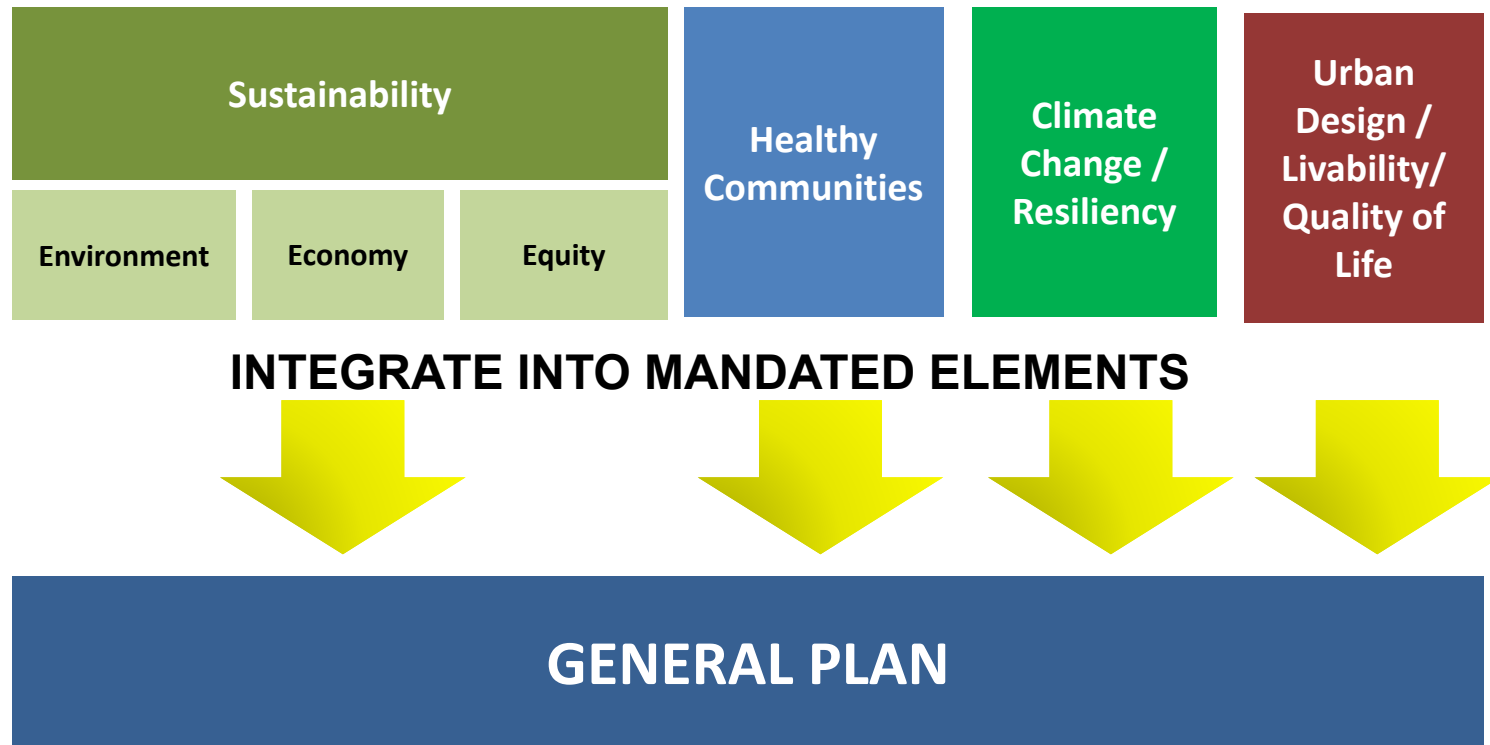 Sustainability
Environment
Economy
Equity
Healthy
Communities
Climate
Change /
Resiliency
Urban
Design /
Livability/
Quality of
Life
INTEGRATE INTO MANDATED ELEMENTS
GENERAL PLAN